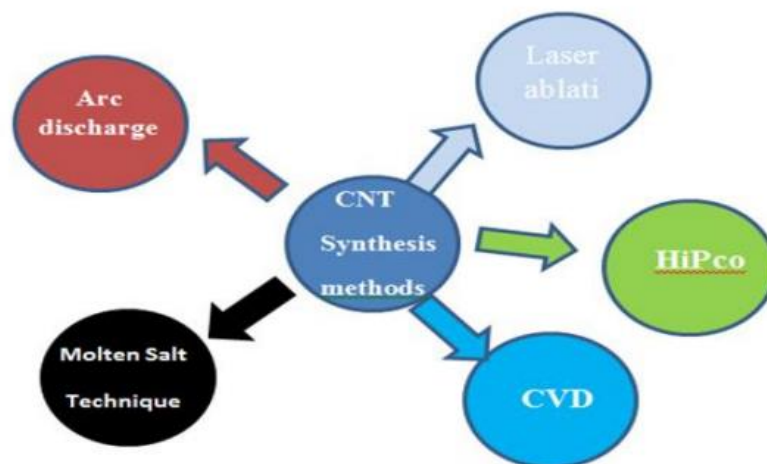 Arc
discharge
Laser
ablati
CNT
Synthesis
methods
HiPco
Molten Salt
Technique
CVD